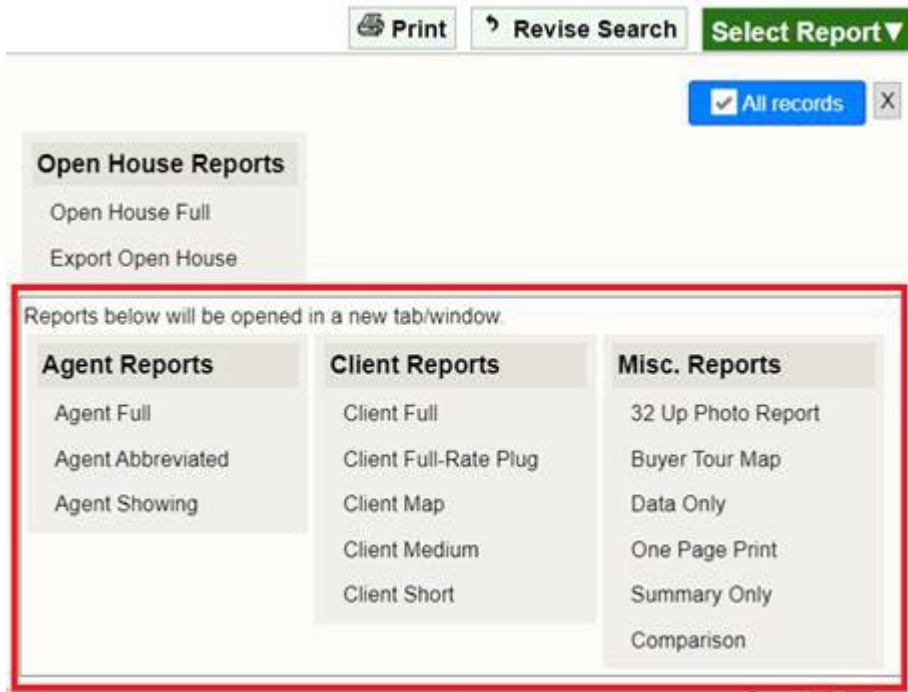 Print
Revise Search
Select Report▼
All records
X
Open House Reports
Open House Full
Export Open House
Reports below will be opened in a new tab/window.
Agent Reports
Agent Full
Agent Abbreviated
Agent Showing
Client Reports
Client Full
Client Full-Rate Plug
Client Map
Client Medium
Client Short
Misc. Reports
32 Up Photo Report
Buyer Tour Map
Data Only
One Page Print
Summary Only
Comparison